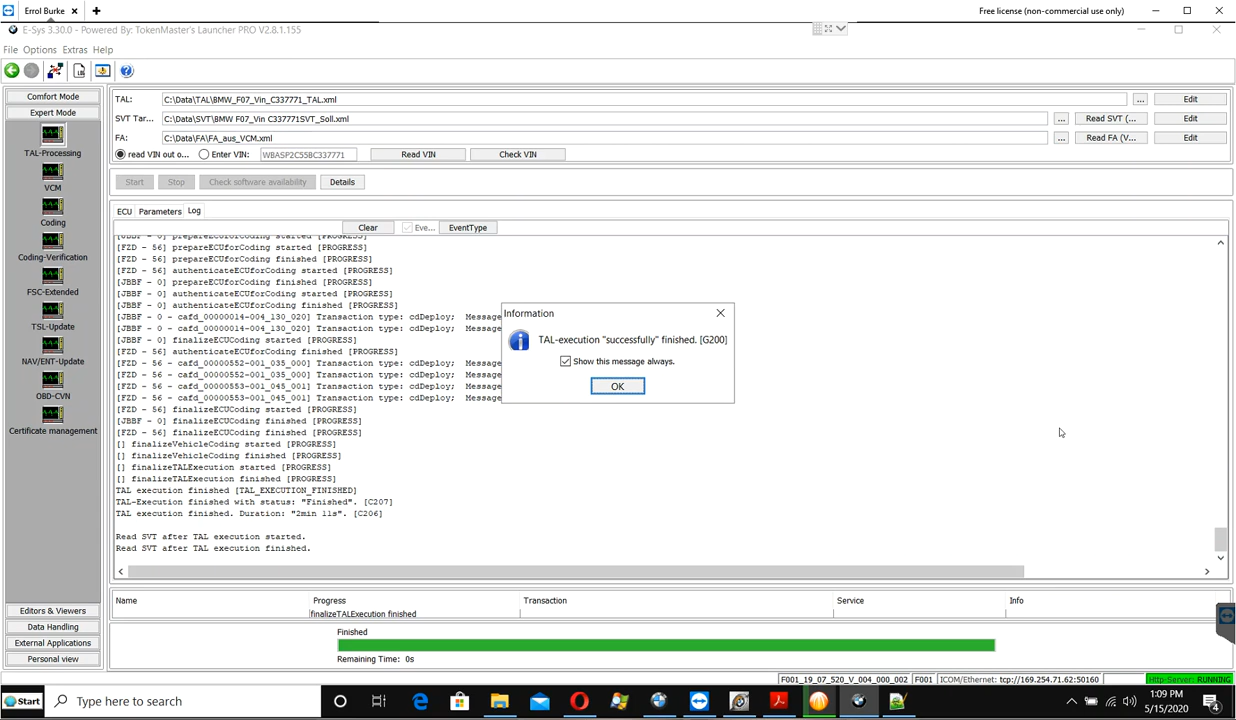 Errol Burke
Free license (non-commercial use only)
E-Sys 3.30.0 - Powered By: TokenMaster's Launcher PRO V2.8.1.155
File Options Extras Help
Comfort Mode
Expert Mode
TAL-Processing
VCM
Coding
Coding-Verification
FSC-Extended
TSL-Update
NAV/ENT-Update
OBD-CVN
Certificate management
Editors & Viewers
Data Handling
External Applications
Personal view
TAL: C:\Data\TAL\BMW_F07_Vin_C337771_TAL.xml ... Edit
SVT Tar... C:\Data\SVT\BMW F07_Vin C337771SVT_Soll.xml ... Read SVT (... Edit
FA: C:\Data\FA\FA_aus_VCM.xml ... Read FA (V... Edit
read VIN out o... Enter VIN: WBASP2C55BC337771 Read VIN Check VIN
Start Stop Check software availability Details
ECU Parameters Log
Clear Eve... EventType
[JBBF - 0] prepareECUforCoding started [PROGRESS]
[FZD - 56] prepareECUforCoding started [PROGRESS]
[FZD - 56] prepareECUforCoding finished [PROGRESS]
[FZD - 56] authenticateECUforCoding started [PROGRESS]
[JBBF - 0] prepareECUforCoding finished [PROGRESS]
[JBBF - 0] authenticateECUforCoding started [PROGRESS]
[JBBF - 0] authenticateECUforCoding finished [PROGRESS]
[JBBF - 0 - cafd_00000014-004_130_020] Transaction type: cdDeploy; Message
[JBBF - 0 - cafd_00000014-004_130_020] Transaction type: cdDeploy; Message
[JBBF - 0] finalizeECUCoding started [PROGRESS]
[FZD - 56] authenticateECUforCoding finished [PROGRESS]
[FZD - 56 - cafd_00000552-001_035_000] Transaction type: cdDeploy; Message
[FZD - 56 - cafd_00000552-001_035_000] Transaction type: cdDeploy; Message
[FZD - 56 - cafd_00000553-001_045_001] Transaction type: cdDeploy; Message
[FZD - 56 - cafd_00000553-001_045_001] Transaction type: cdDeploy; Message
[FZD - 56] finalizeECUCoding started [PROGRESS]
[JBBF - 0] finalizeECUCoding finished [PROGRESS]
[FZD - 56] finalizeECUCoding finished [PROGRESS]
[] finalizeVehicleCoding started [PROGRESS]
[] finalizeVehicleCoding finished [PROGRESS]
[] finalizeTALExecution started [PROGRESS]
[] finalizeTALExecution finished [PROGRESS]
TAL execution finished [TAL_EXECUTION_FINISHED]
TAL-Execution finished with status: "Finished". [C207]
TAL execution finished. Duration: "2min 11s". [C206]
Read SVT after TAL execution started.
Read SVT after TAL execution finished.
Information
TAL-execution "successfully" finished. [G200]
Show this message always.
OK
Name Progress Transaction Service Info
finalizeTALExecution finished
Finished
Remaining Time: 0s
F001_19_07_520_V_004_000_002 F001 ICOM/Ethernet: tcp://169.254.71.62:50160 Http-Server: RUNNING
Start Type here to search
1:09 PM
5/15/2020
4